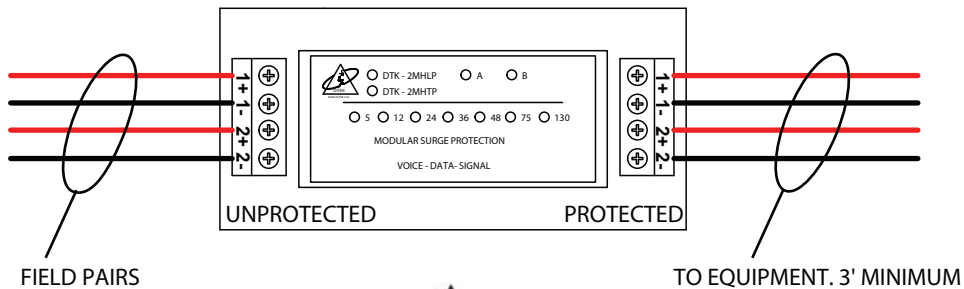 DTK - 2MHLP A B
DTK - 2MHTP
5 12 24 36 48 75 130
MODULAR SURGE PROTECTION
VOICE - DATA- SIGNAL
1+
1-
2+
2-
1+
1-
2+
2-
UNPROTECTED
PROTECTED
FIELD PAIRS
TO EQUIPMENT. 3' MINIMUM